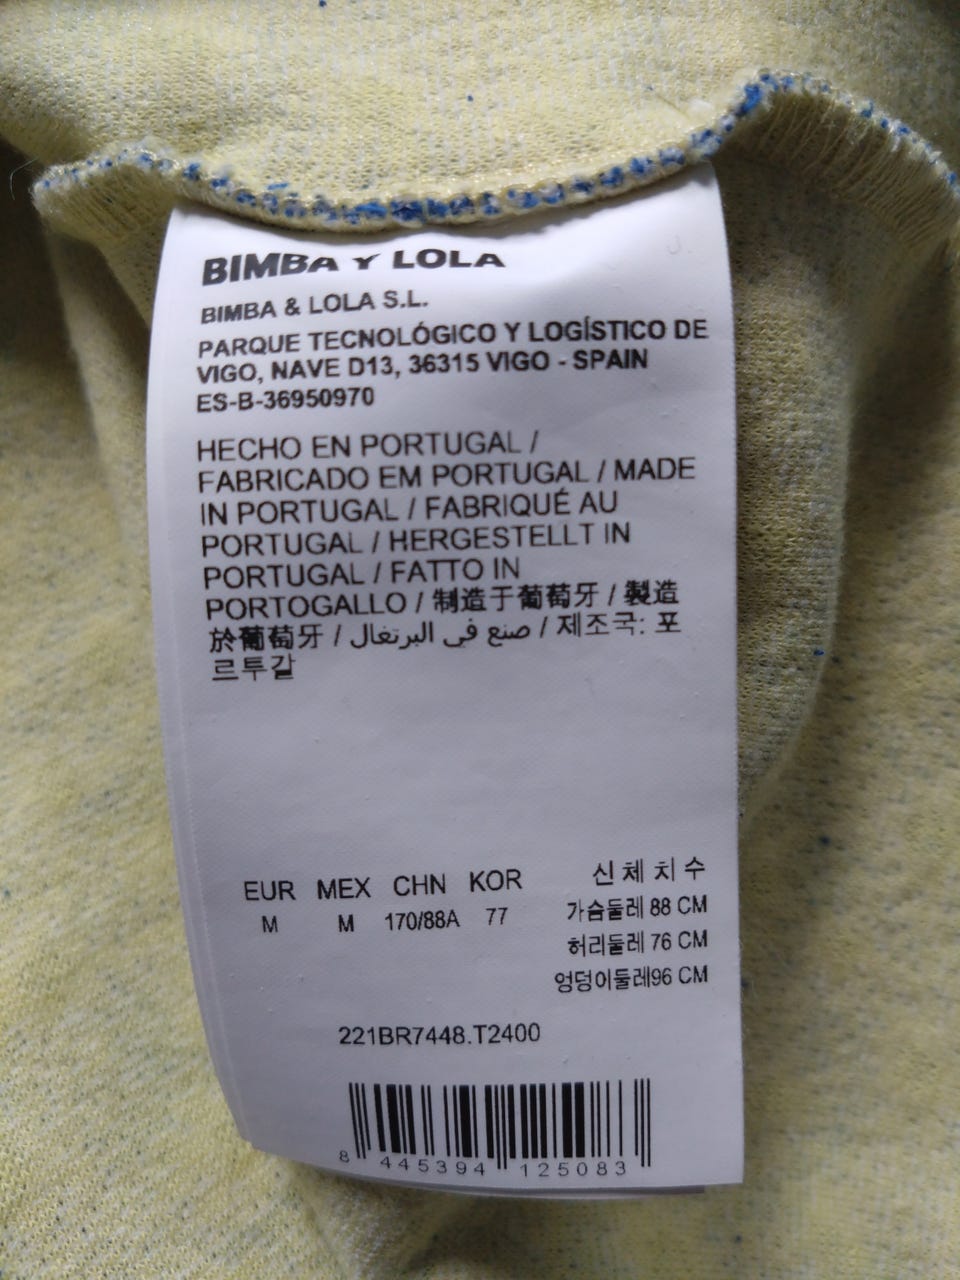 BIMBA Y LOLA
BIMBA & LOLA S.L.
PARQUE TECNOLÓGICO Y LOGÍSTICO DE
VIGO, NAVE D13, 36315 VIGO - SPAIN
ES-B-36950970
HECHO EN PORTUGAL /
FABRICADO EM PORTUGAL / MADE
IN PORTUGAL / FABRIQUÉ AU
PORTUGAL / HERGESTELLT IN
PORTUGAL / FATTO IN
PORTOGALLO / 制造于葡萄牙 / 製造
於葡萄牙 / صنع في البرتغال / 제조국: 포
르투갈
EUR MEX CHN KOR
M M 170/88A 77
신체치수
가슴둘레 88 CM
허리둘레 76 CM
엉덩이둘레96 CM
221BR7448.T2400
8 445394 125083